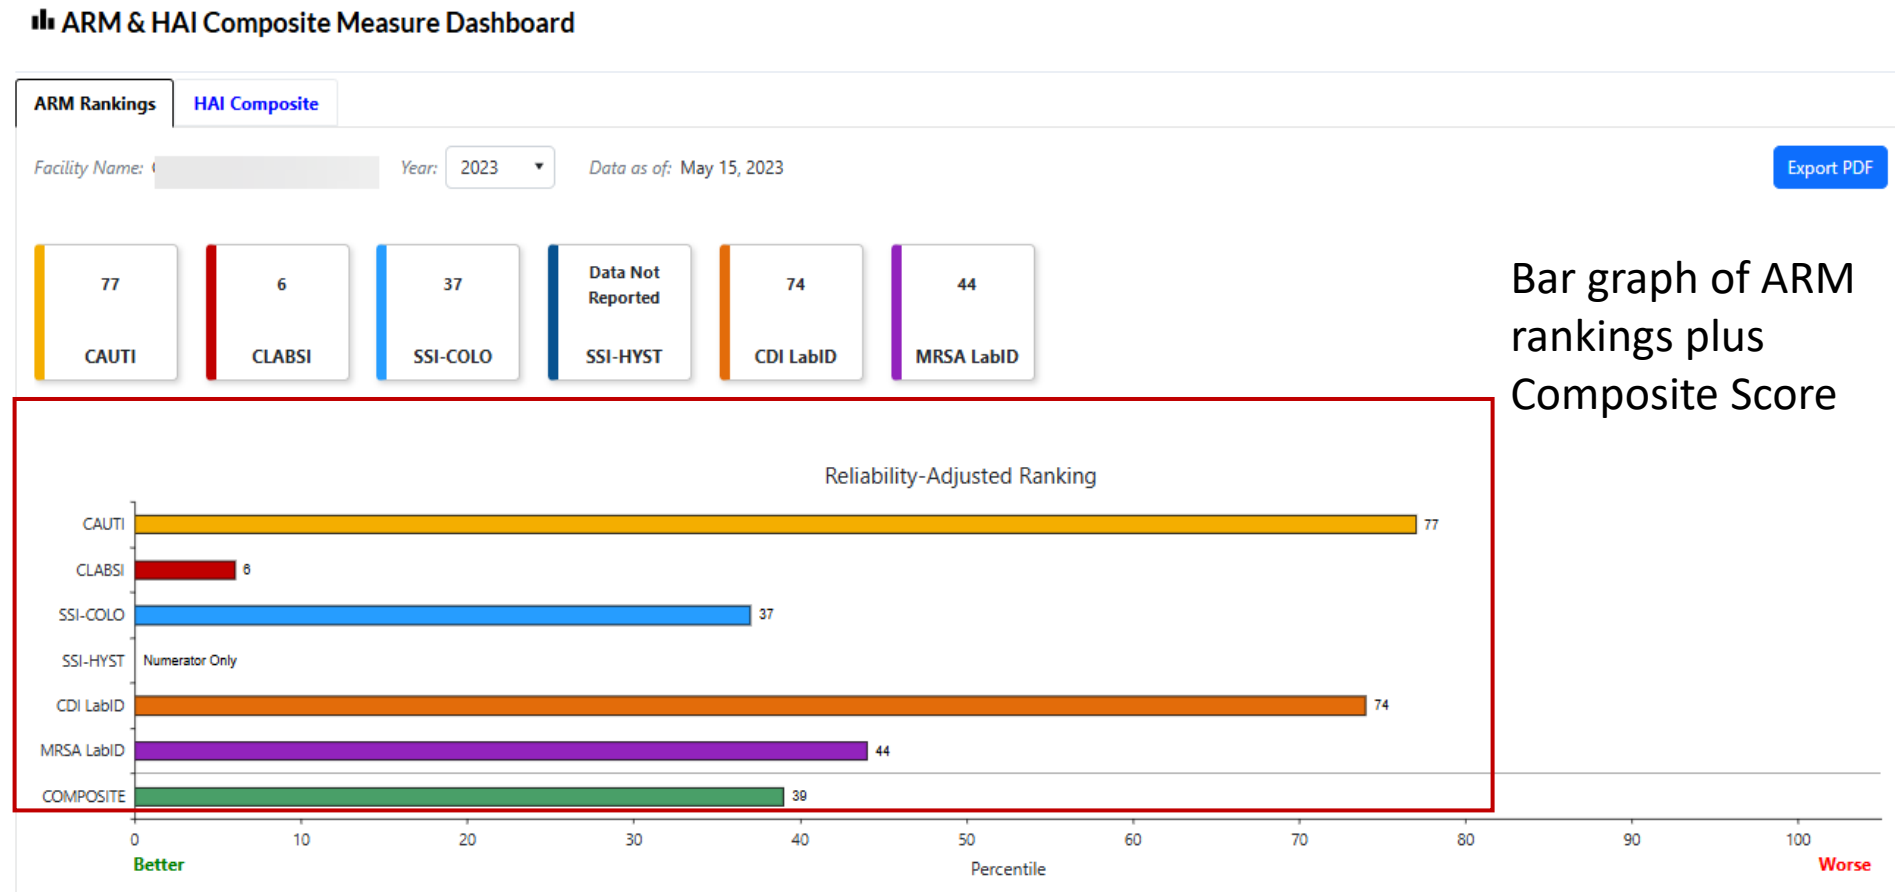 ARM & HAI Composite Measure Dashboard
ARM Rankings
HAI Composite
Facility Name:
Year: 2023
Data as of: May 15, 2023
Export PDF
77
CAUTI
6
CLABSI
37
SSI-COLO
Data Not
Reported
SSI-HYST
74
CDI LabID
44
MRSA LabID
Bar graph of ARM
rankings plus
Composite Score
Reliability-Adjusted Ranking
CAUTI 77
CLABSI 6
SSI-COLO 37
SSI-HYST Numerator Only
CDI LabID 74
MRSA LabID 44
COMPOSITE 39
0 10 20 30 40 50 60 70 80 90 100
Better Percentile Worse